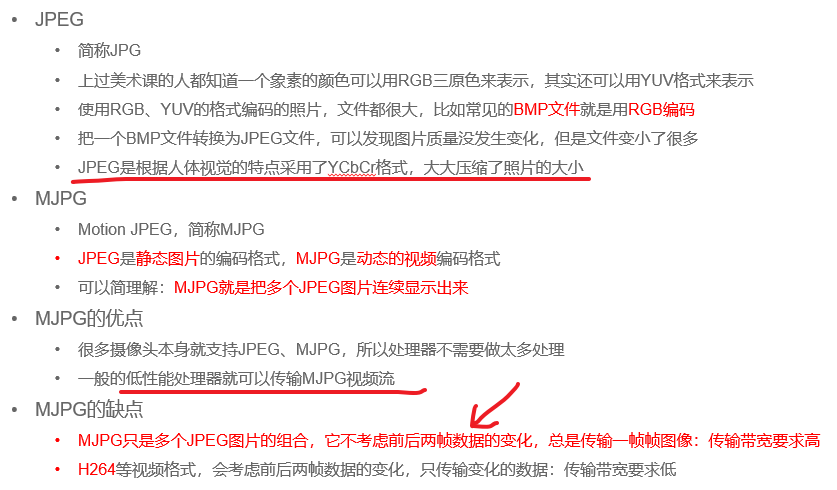 JPEG
简称JPG
上过美术课的人都知道一个象素的颜色可以用RGB三原色来表示，其实还可以用YUV格式来表示
使用RGB、YUV的格式编码的照片，文件都很大，比如常见的BMP文件就是用RGB编码
把一个BMP文件转换为JPEG文件，可以发现图片质量没发生变化，但是文件变小了很多
JPEG是根据人体视觉的特点采用了YCbCr格式，大大压缩了照片的大小
MJPG
Motion JPEG，简称MJPG
JPEG是静态图片的编码格式，MJPG是动态的视频编码格式
可以简理解：MJPG就是把多个JPEG图片连续显示出来
MJPG的优点
很多摄像头本身就支持JPEG、MJPG，所以处理器不需要做太多处理
一般的低性能处理器就可以传输MJPG视频流
MJPG的缺点
MJPG只是多个JPEG图片的组合，它不考虑前后两帧数据的变化，总是传输一帧帧图像：传输带宽要求高
H264等视频格式，会考虑前后两帧数据的变化，只传输变化的数据：传输带宽要求低